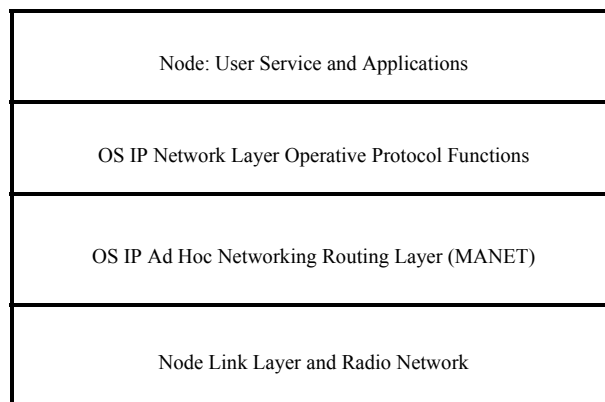 Node: User Service and Applications
OS IP Network Layer Operative Protocol Functions
OS IP Ad Hoc Networking Routing Layer (MANET)
Node Link Layer and Radio Network